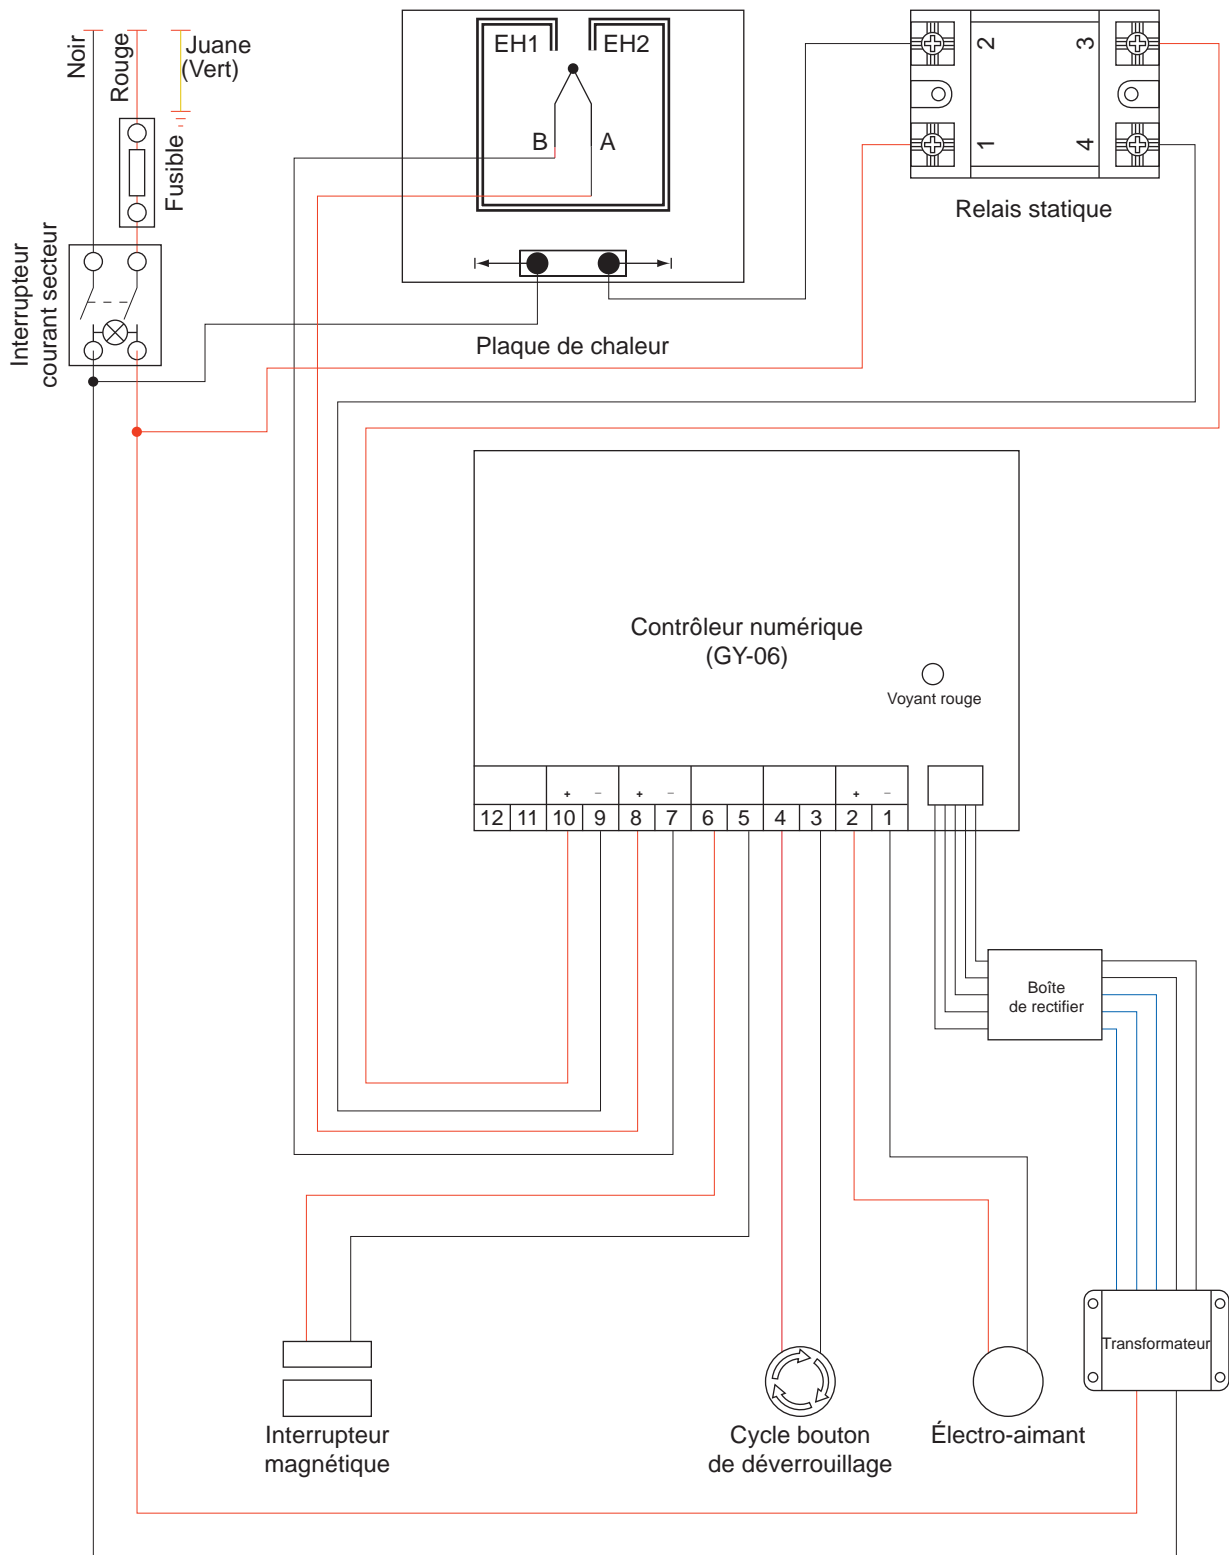 Noir
Rouge
Juane
(Vert)
Fusible
Interrupteur
courant secteur
EH1
EH2
B
A
Plaque de chaleur
2
3
1
4
Relais statique
Contrôleur numérique
(GY-06)
Voyant rouge
+ − + − + −
12 11 10 9 8 7 6 5 4 3 2 1
Boîte
de rectifier
Transformateur
Interrupteur
magnétique
Cycle bouton
de déverrouillage
Électro-aimant